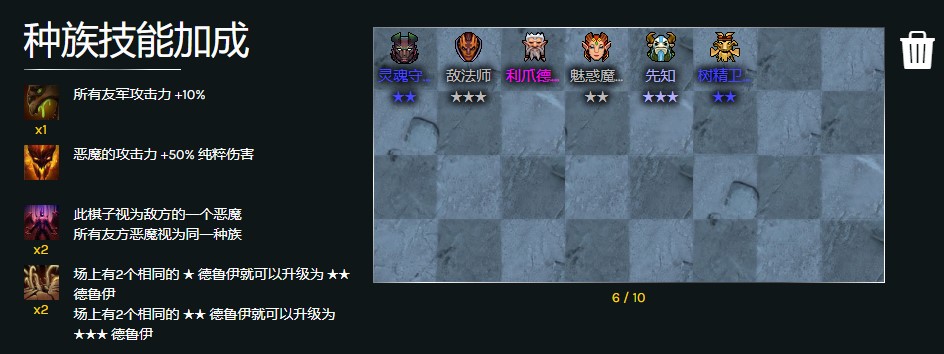 种族技能加成
所有友军攻击力 +10%
x1
恶魔的攻击力 +50% 纯粹伤害
此棋子视为敌方的一个恶魔
所有友方恶魔视为同一种族
x2
场上有2个相同的 ★ 德鲁伊就可以升级为 ★★
德鲁伊
场上有2个相同的 ★★ 德鲁伊就可以升级为
★★★ 德鲁伊
x2
灵魂守... 敌法师 利爪德... 魅惑魔... 先知 树精卫...
★★ ★★★ ★★ ★★★ ★★
6 / 10